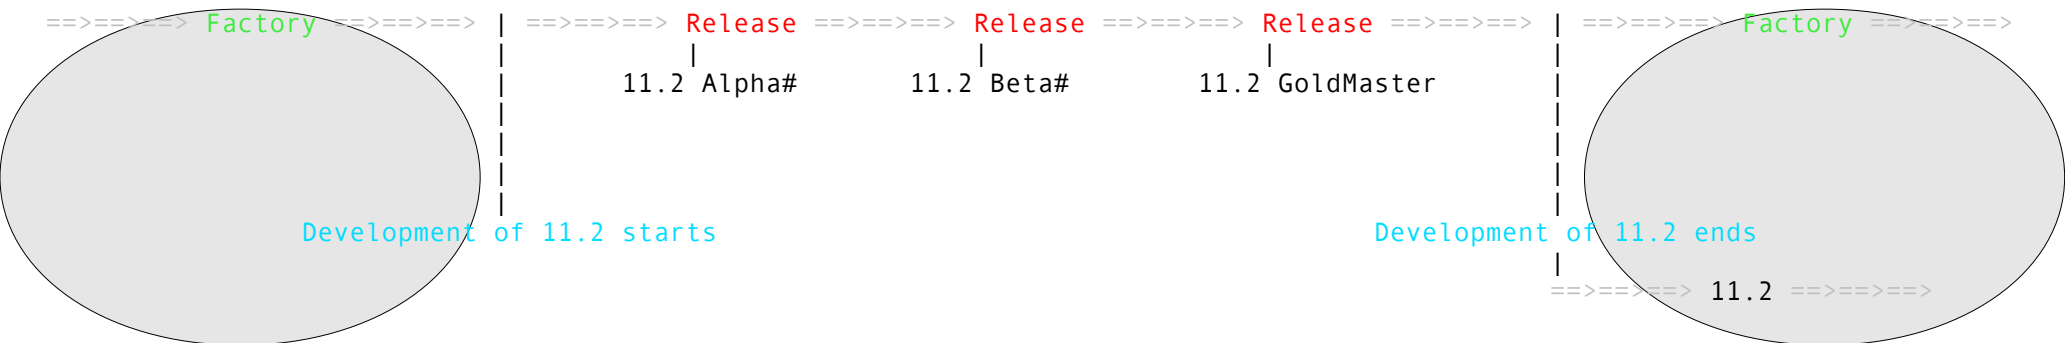 ==>==>==> Factory ==>==>==> | ==>==>==> Release ==>==>==> Release ==>==>==> Release ==>==>==> | ==>==>==> Factory ==>==>==>
| | | | |
| 11.2 Alpha# 11.2 Beta# 11.2 GoldMaster |
| |
| |
| |
| |
Development of 11.2 starts Development of 11.2 ends
|
==>==>==> 11.2 ==>==>==>